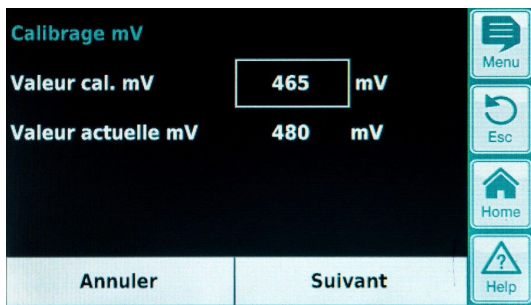 Calibrage mV
Valeur cal. mV 465 mV
Valeur actuelle mV 480 mV
Annuler Suivant
Menu
Esc
Home
Help